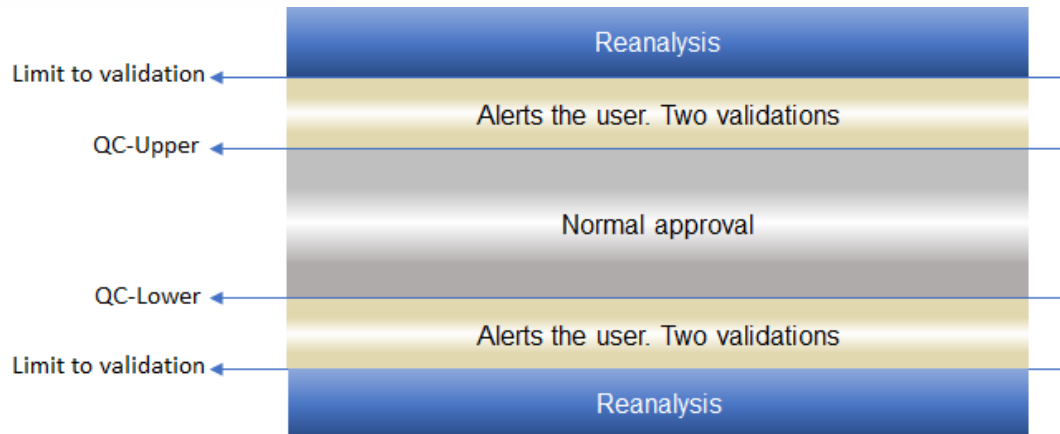 Reanalysis
Limit to validation
Alerts the user. Two validations
QC-Upper
Normal approval
QC-Lower
Alerts the user. Two validations
Limit to validation
Reanalysis